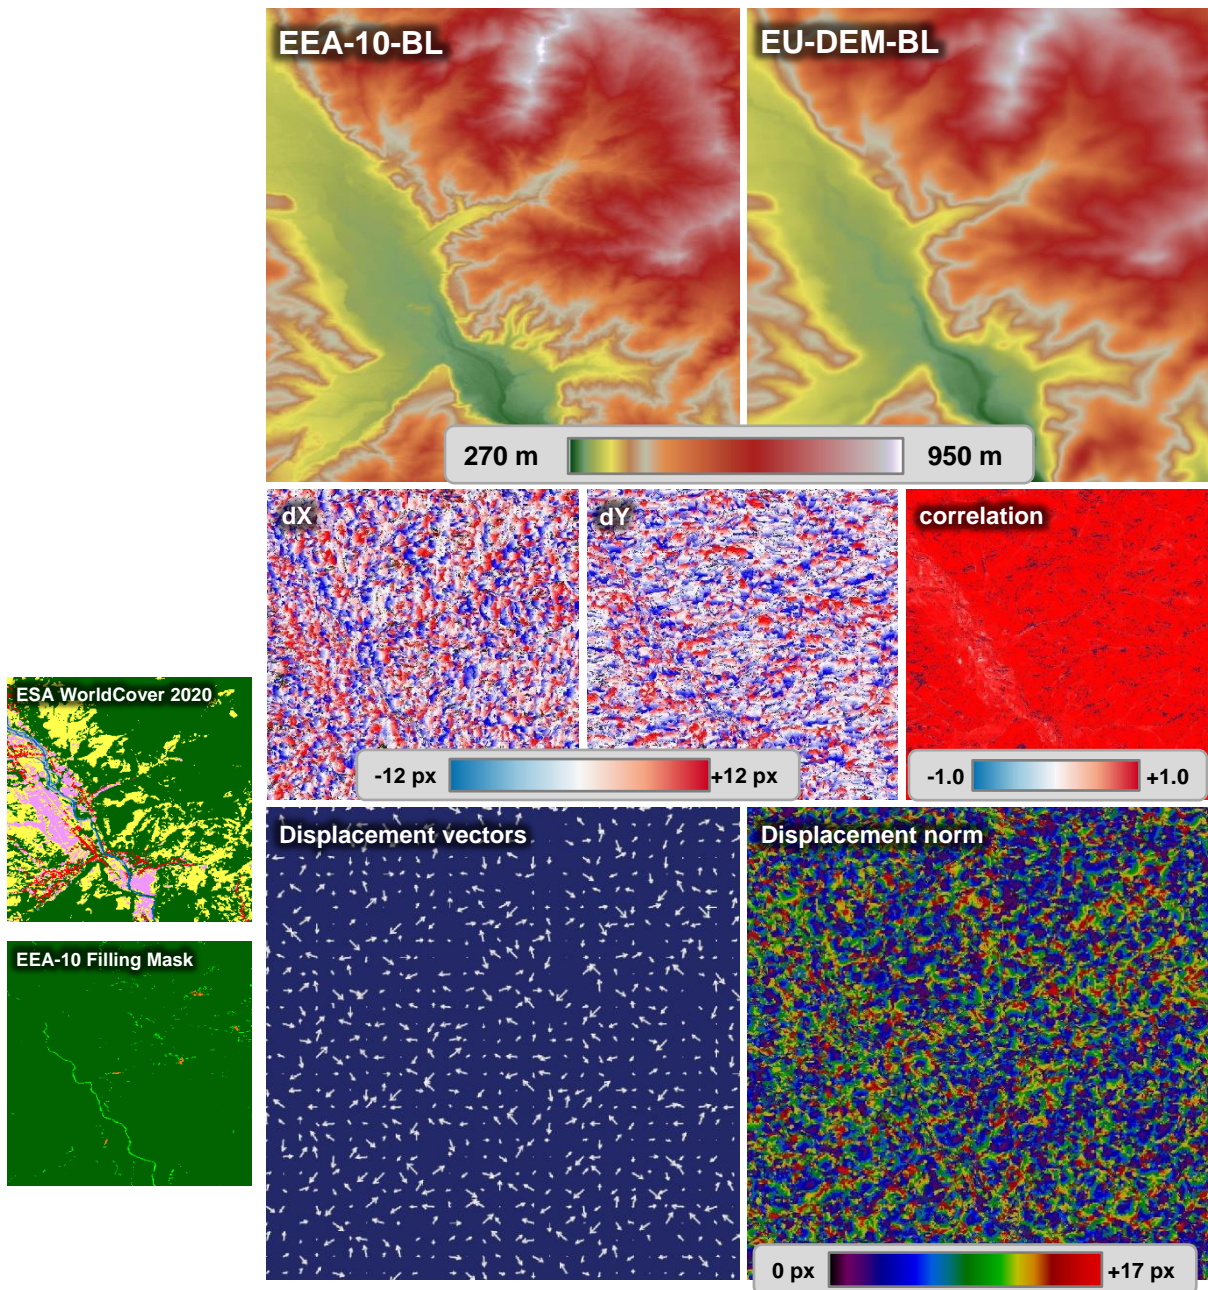 EEA-10-BL
EU-DEM-BL
270 m
950 m
dX
dY
correlation
-12 px
+12 px
-1.0
+1.0
ESA WorldCover 2020
EEA-10 Filling Mask
Displacement vectors
Displacement norm
0 px
+17 px